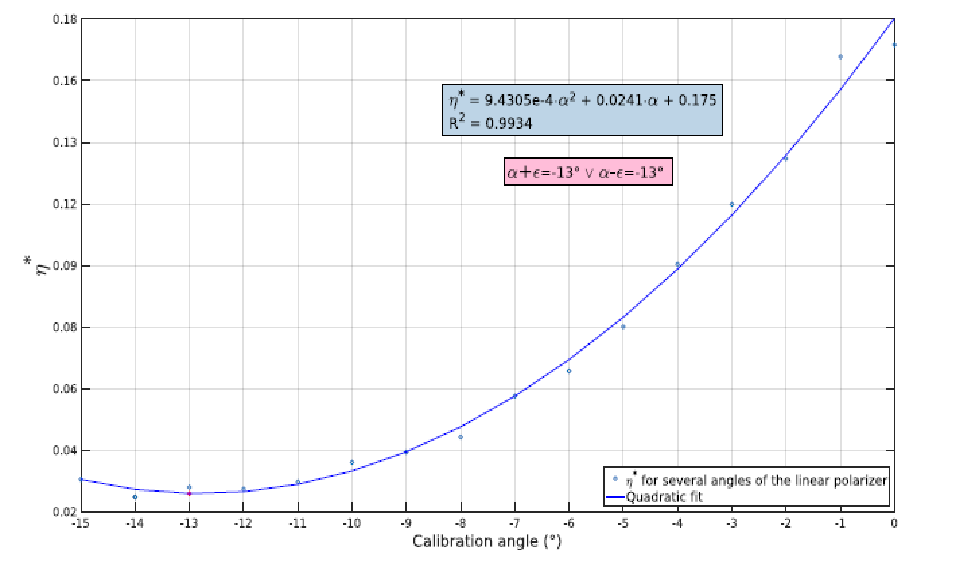 0.18
0.16
0.13
0.12
0.09
0.08
0.06
0.04
0.02
η*
η* = 9.4305e-4·α² + 0.0241·α + 0.175
R² = 0.9934
α+ϵ=-13° ∨ α-ϵ=-13°
η* for several angles of the linear polarizer
Quadratic fit
-15 -14 -13 -12 -11 -10 -9 -8 -7 -6 -5 -4 -3 -2 -1 0
Calibration angle (°)